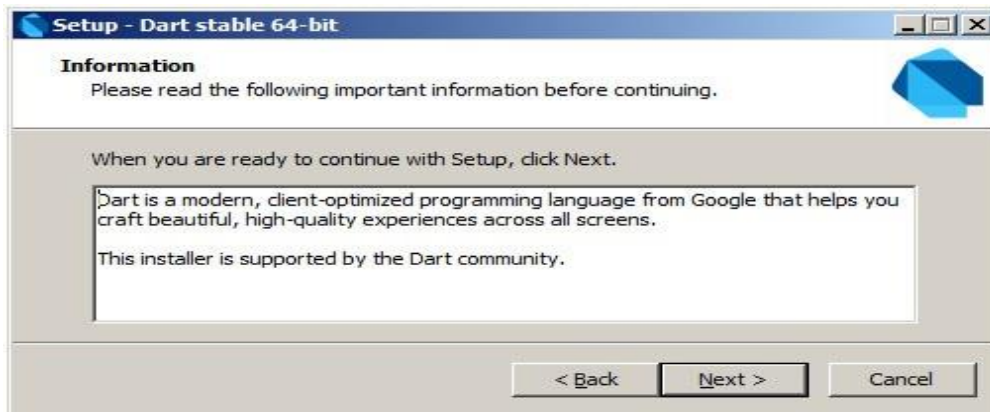 Setup - Dart stable 64-bit
Information
Please read the following important information before continuing.
When you are ready to continue with Setup, click Next.
Dart is a modern, client-optimized programming language from Google that helps you
craft beautiful, high-quality experiences across all screens.
This installer is supported by the Dart community.
< Back Next > Cancel